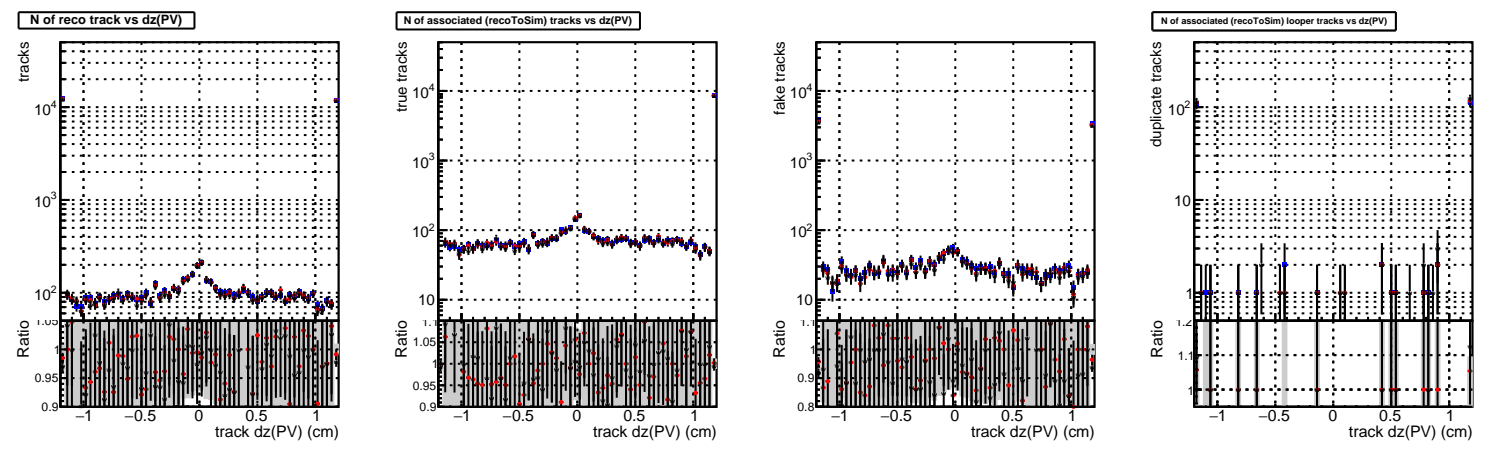 N of reco track vs dz(PV)
tracks
10^4
10^3
10^2
1.05
0.95
0.9
Ratio
−1 −0.5 0 0.5 1
track dz(PV) (cm)
N of associated (recoToSim) tracks vs dz(PV)
true tracks
10^4
10^3
10^2
10
1.1
1.05
1
0.95
0.9
Ratio
−1 −0.5 0 0.5 1
track dz(PV) (cm)
fake tracks
10^4
10^3
10^2
10
1.1
1
0.9
0.8
Ratio
−1 −0.5 0 0.5 1
track dz(PV) (cm)
N of associated (recoToSim) looper tracks vs dz(PV)
duplicate tracks
10^2
10
1
1.2
1.1
1
Ratio
−1 −0.5 0 0.5 1
track dz(PV) (cm)